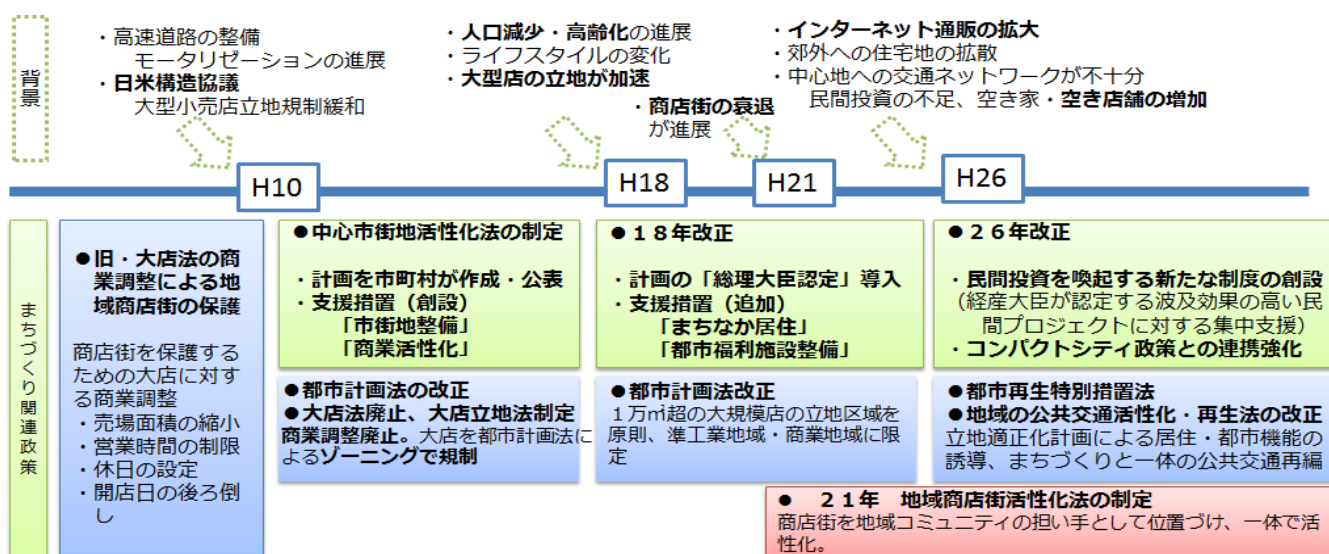 背景
・高速道路の整備
モータリゼーションの進展
・日米構造協議
大型小売店立地規制緩和
・人口減少・高齢化の進展
・ライフスタイルの変化
・大型店の立地が加速
・商店街の衰退
が進展
・インターネット通販の拡大
・郊外への住宅地の拡散
・中心地への交通ネットワークが不十分
民間投資の不足、空き家・空き店舗の増加
H10
H18
H21
H26
まちづくり関連政策
●旧・大店法の商
業調整による地
域商店街の保護
商店街を保護する
ための大店に対す
る商業調整
・売場面積の縮小
・営業時間の制限
・休日の設定
・開店日の後ろ倒
し
●中心市街地活性化法の制定
・計画を市町村が作成・公表
・支援措置（創設）
「市街地整備」
「商業活性化」
●都市計画法の改正
●大店法廃止、大店立地法制定
商業調整廃止。大店を都市計画法に
よるゾーニングで規制
●１８年改正
・計画の「総理大臣認定」導入
・支援措置（追加）
「まちなか居住」
「都市福利施設整備」
●都市計画法改正
１万㎡超の大規模店の立地区域を
原則、準工業地域・商業地域に限
定
●２６年改正
・民間投資を喚起する新たな制度の創設
（経産大臣が認定する波及効果の高い民
間プロジェクトに対する集中支援）
・コンパクトシティ政策との連携強化
●都市再生特別措置法
●地域の公共交通活性化・再生法の改正
立地適正化計画による居住・都市機能の
誘導、まちづくりと一体の公共交通再編
● ２１年 地域商店街活性化法の制定
商店街を地域コミュニティの担い手として位置づけ、一体で活
性化。